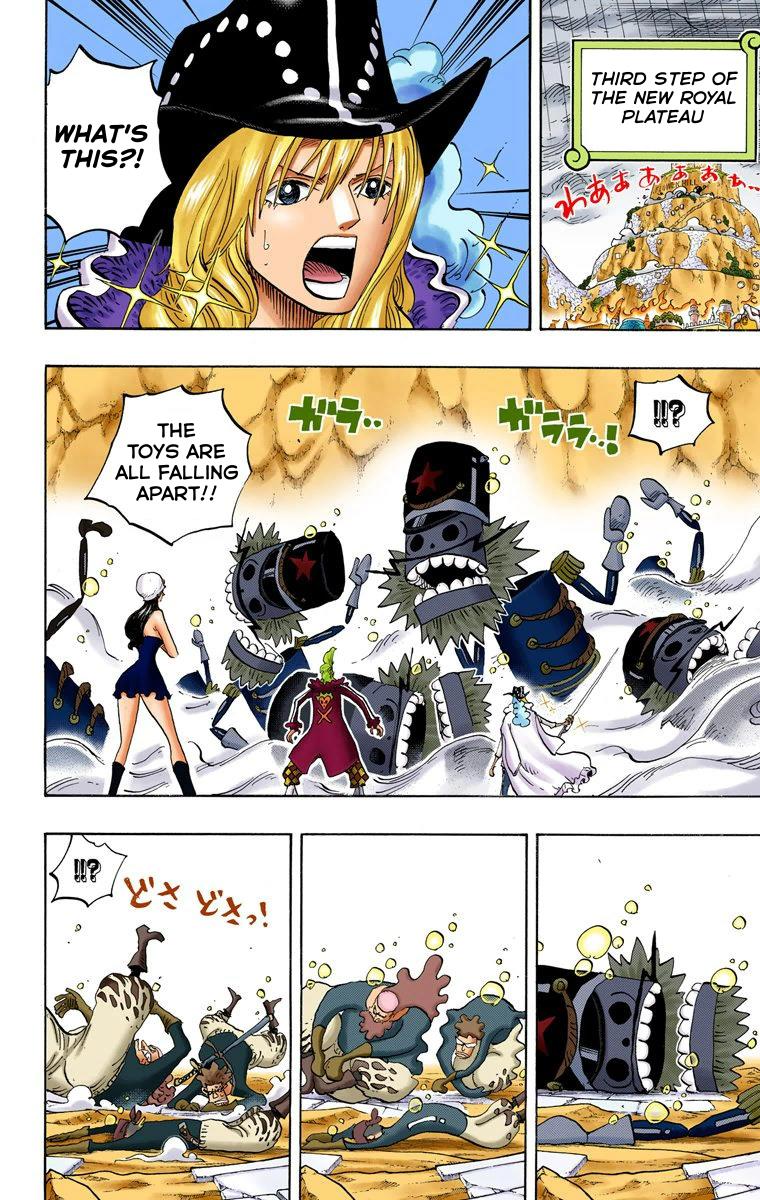 THIRD STEP OF
THE NEW ROYAL
PLATEAU
わあぁぁぁぁぁ…
WHAT'S
THIS?!
!!?
ガララ‥!
ガラ‥
THE
TOYS ARE
ALL FALLING
APART!!
!!?
どさ どさっ!